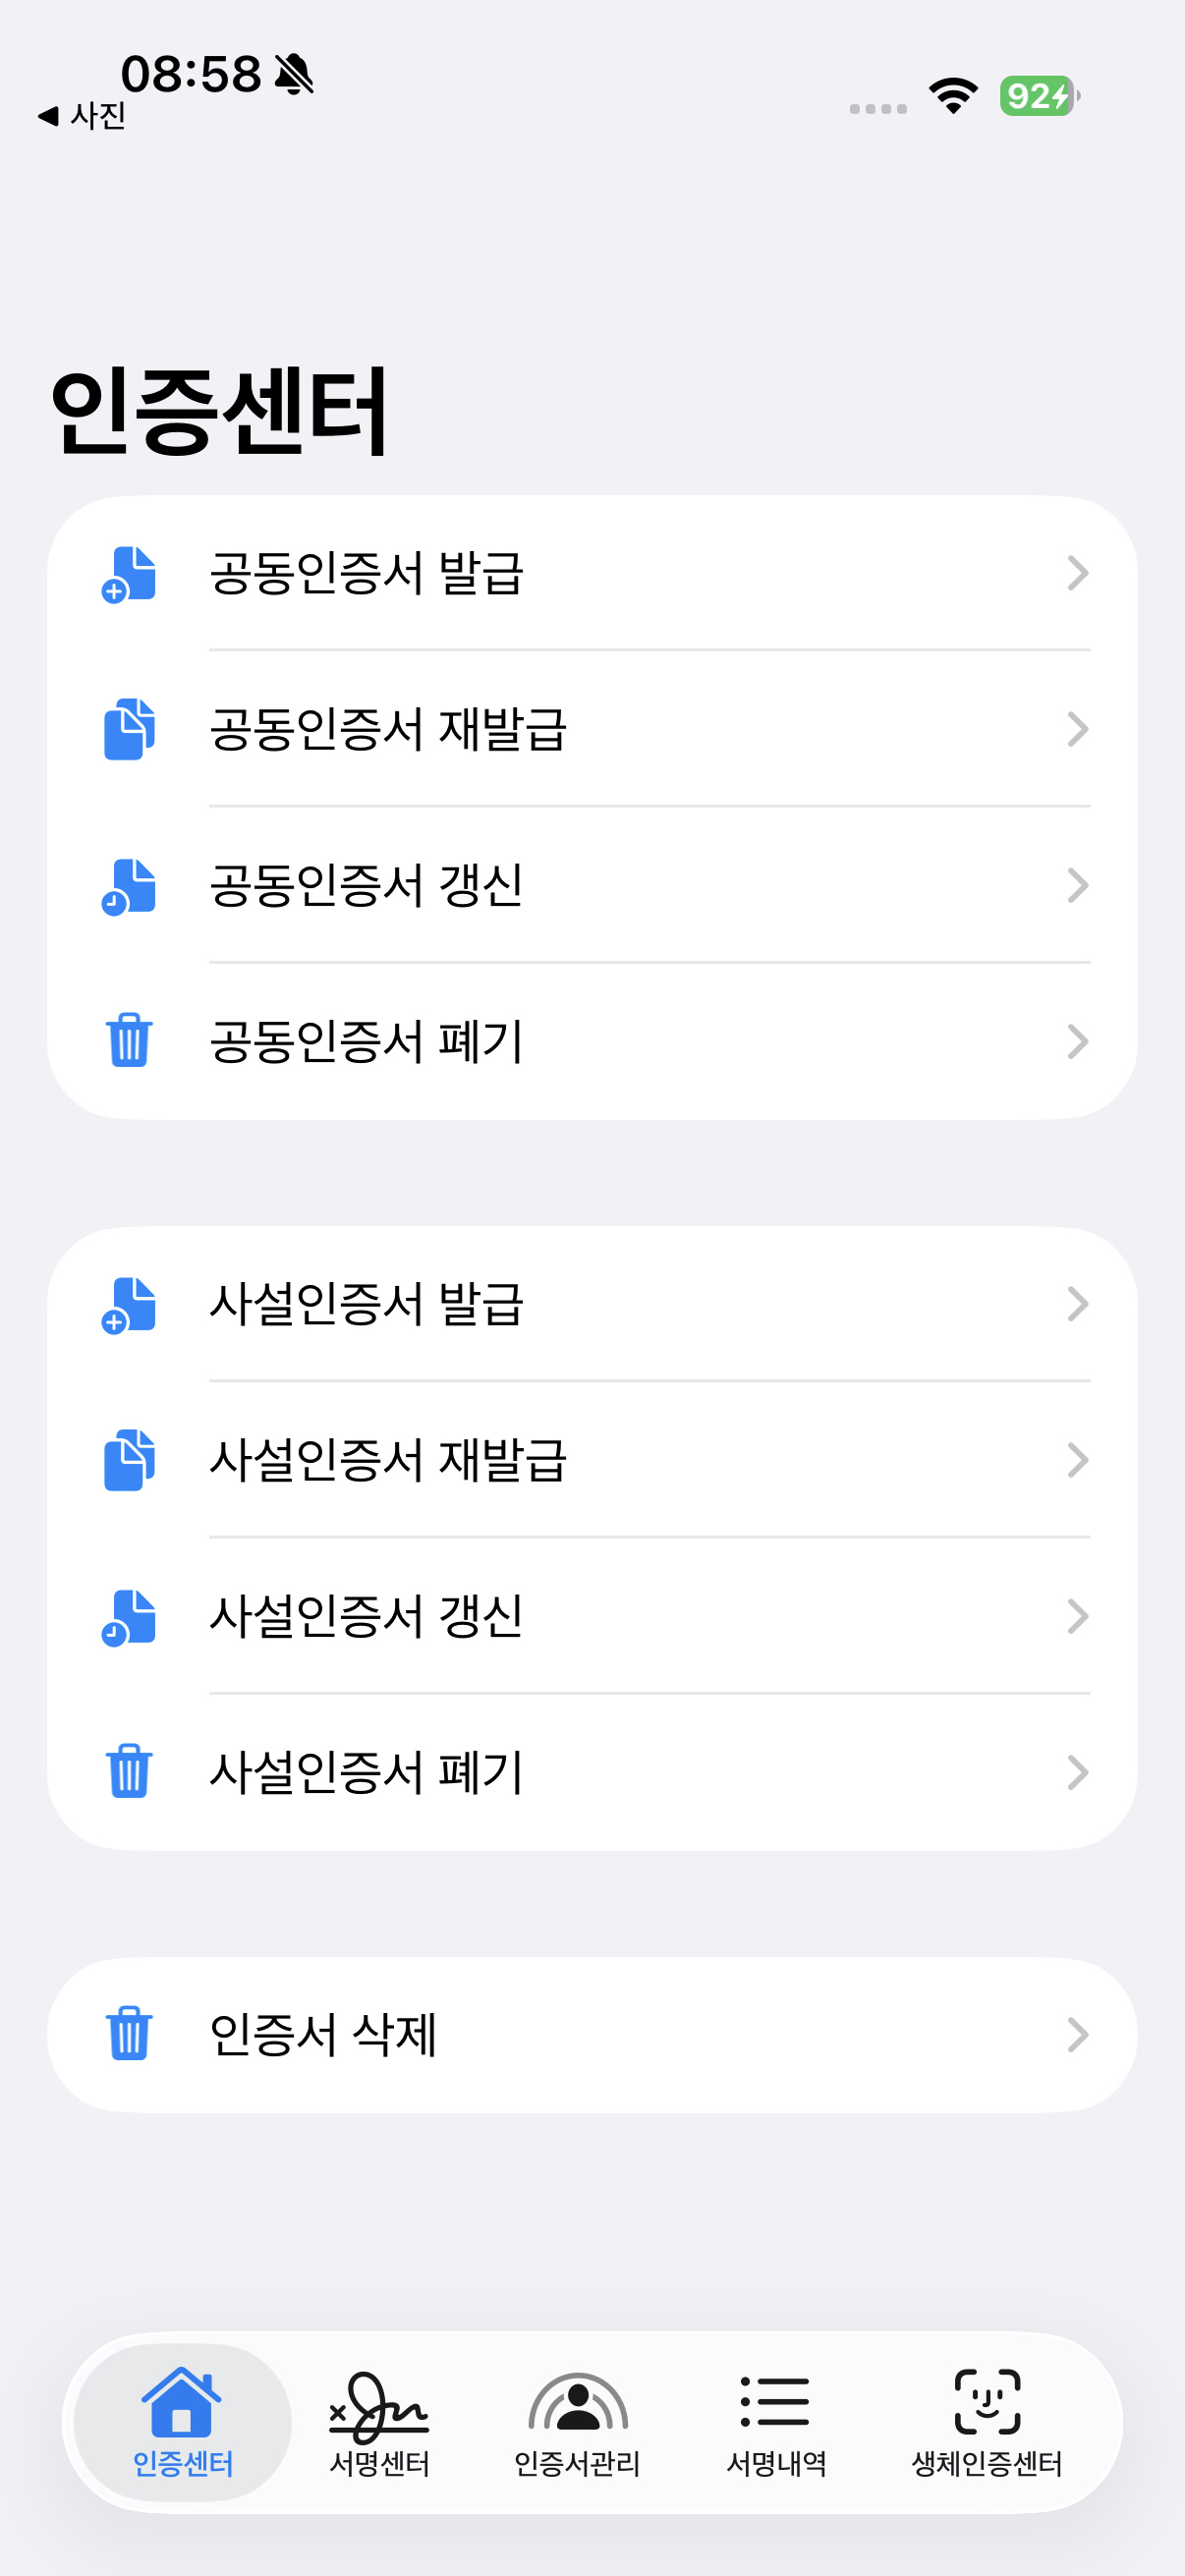 08:58
사진
92
인증센터
공동인증서 발급
공동인증서 재발급
공동인증서 갱신
공동인증서 폐기
사설인증서 발급
사설인증서 재발급
사설인증서 갱신
사설인증서 폐기
인증서 삭제
인증센터 서명센터 인증서관리 서명내역 생체인증센터